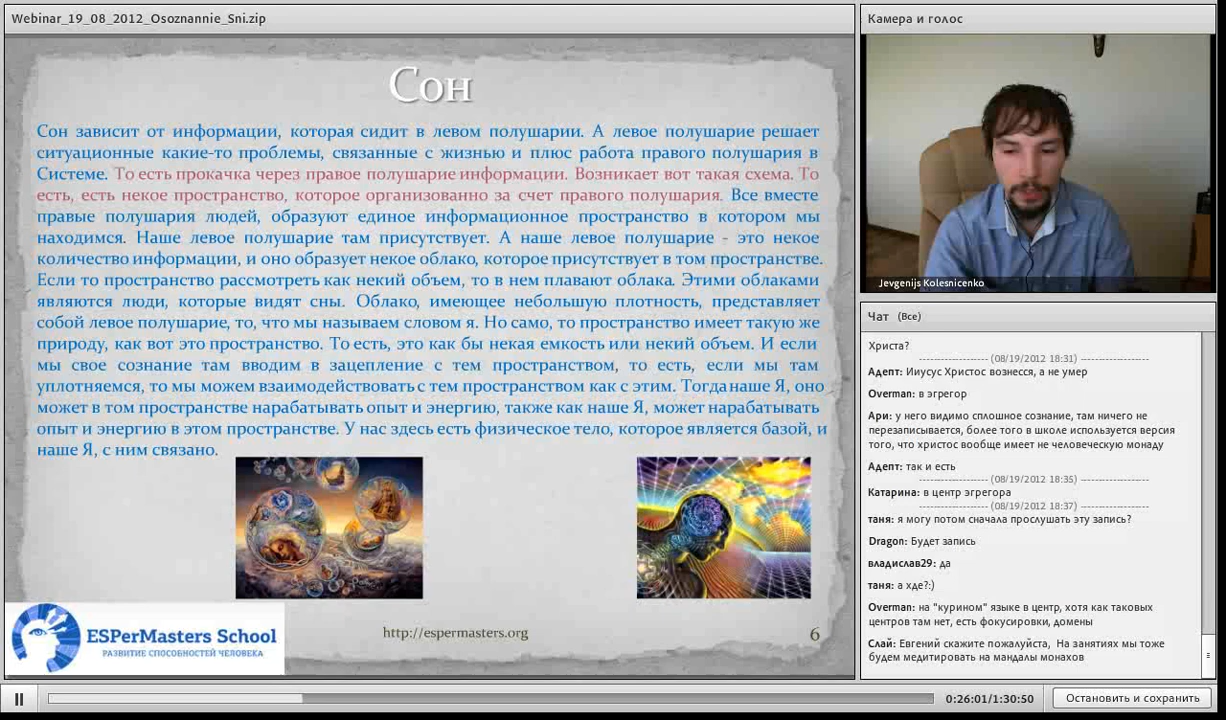 Webinar_19_08_2012_Osoznannie_Sni.zip
Сон
Сон зависит от информации, которая сидит в левом полушарии. А левое полушарие решает
ситуационные какие-то проблемы, связанные с жизнью и плюс работа правого полушария в
Системе. То есть прокачка через правое полушарие информации. Возникает вот такая схема. То
есть, есть некое пространство, которое организованно за счет правого полушария. Все вместе
правые полушария людей, образуют единое информационное пространство в котором мы
находимся. Наше левое полушарие там присутствует. А наше левое полушарие - это некое
количество информации, и оно образует некое облако, которое присутствует в том пространстве.
Если то пространство рассмотреть как некий объем, то в нем плавают облака. Этими облаками
являются люди, которые видят сны. Облако, имеющее небольшую плотность, представляет
собой левое полушарие, то, что мы называем словом я. Но само, то пространство имеет такую же
природу, как вот это пространство. То есть, это как бы некая емкость или некий объем. И если
мы свое сознание там вводим в зацепление с тем пространством, то есть, если мы там
уплотняемся, то мы можем взаимодействовать с тем пространством как с этим. Тогда наше Я, оно
может в том пространстве нарабатывать опыт и энергию, также как наше Я, может нарабатывать
опыт и энергию в этом пространстве. У нас здесь есть физическое тело, которое является базой, и
наше Я, с ним связано.
ESPerMasters School
РАЗВИТИЕ СПОСОБНОСТЕЙ ЧЕЛОВЕКА
http://espermasters.org
6
Камера и голос
Jevgenijs Kolesnicenko
Чат (Все)
Христа?
-------------------- (08/19/2012 18:31) --------------------
Адепт: Ииусус Христос вознесся, а не умер
Overman: в эгрегор
Ари: у него видимо сплошное сознание, там ничего не
перезаписывается, более того в школе используется версия
того, что христос вообще имеет не человеческую монаду
Адепт: так и есть
-------------------- (08/19/2012 18:35) --------------------
Катарина: в центр эгрегора
-------------------- (08/19/2012 18:37) --------------------
таня: я могу потом сначала прослушать эту запись?
Dragon: Будет запись
владислав29: да
таня: а хде?:)
Overman: на "курином" языке в центр, хотя как таковых
центров там нет, есть фокусировки, домены
Слай: Евгений скажите пожалуйста, На занятиях мы тоже
будем медитировать на мандалы монахов
0:26:01/1:30:50
Остановить и сохранить